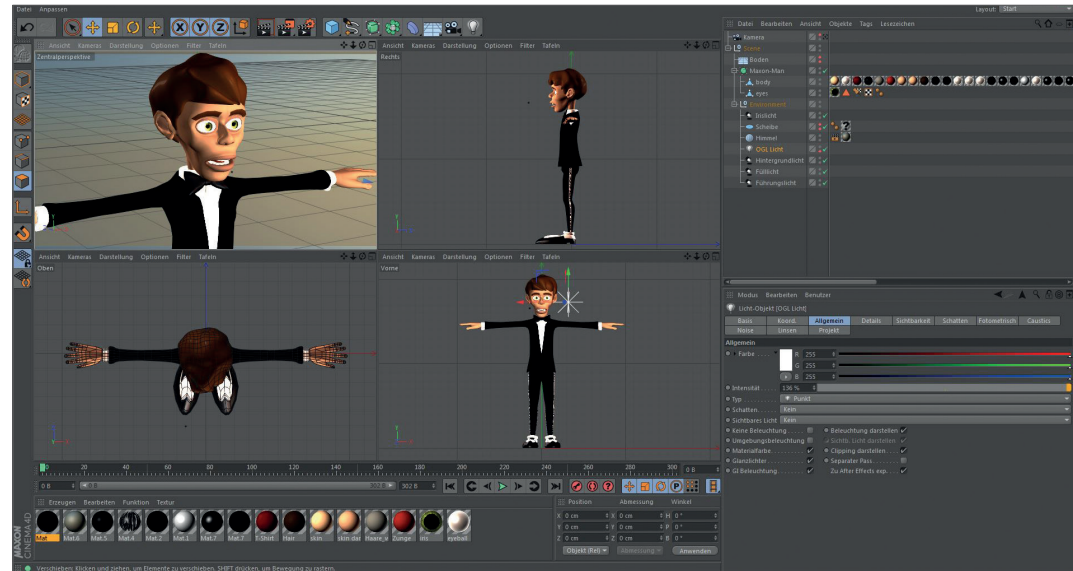 Datei Anpassen
Layout: Start
Ansicht Kameras Darstellung Optionen Filter Tafeln
Zentralperspektive
Ansicht Kameras Darstellung Optionen Filter Tafeln
Rechts
Datei Bearbeiten Ansicht Objekte Tags Lesezeichen
Kamera
Scene
Boden
Maxon-Man
body
eyes
Environment
Irislicht
Scheibe
Himmel
OGL Licht
Hintergrundlicht
Fülllicht
Führungslicht
Ansicht Kameras Darstellung Optionen Filter Tafeln
Oben
Ansicht Kameras Darstellung Optionen Filter Tafeln
Vorne
Modus Bearbeiten Benutzer
Licht-Objekt [OGL Licht]
Basis Koord. Allgemein Details Sichtbarkeit Schatten Fotometrisch Caustics
Noise Linsen Projekt
Allgemein
Farbe R 255
G 255
B 255
Intensität 136 %
Typ Punkt
Schatten Kein
Sichtbares Licht Kein
Keine Beleuchtung Beleuchtung darstellen
Umgebungsbeleuchtung Sichtb. Licht darstellen
Materialfarbe Clipping darstellen
Glanzlichter Separater Pass
GI Beleuchtung Zu After Effects exp.
0 20 40 60 80 100 120 140 160 180 200 220 240 260 280 300 0 B
0 B 0 B 302 B 302 B
Erzeugen Bearbeiten Funktion Textur
Mat Mat.6 Mat.5 Mat.4 Mat.2 Mat.1 Mat.7 Mat.7 T-Shirt Hair skin skin dar Haare_w Zunge iris eyeball
Position Abmessung Winkel
X 0 cm X 0 cm H 0 °
Y 0 cm Y 0 cm P 0 °
Z 0 cm Z 0 cm B 0 °
Objekt (Rel) Abmessung Anwenden
MAXON
CINEMA 4D
Verschieben: Klicken und ziehen, um Elemente zu verschieben. SHIFT drücken, um Bewegung zu rastern.